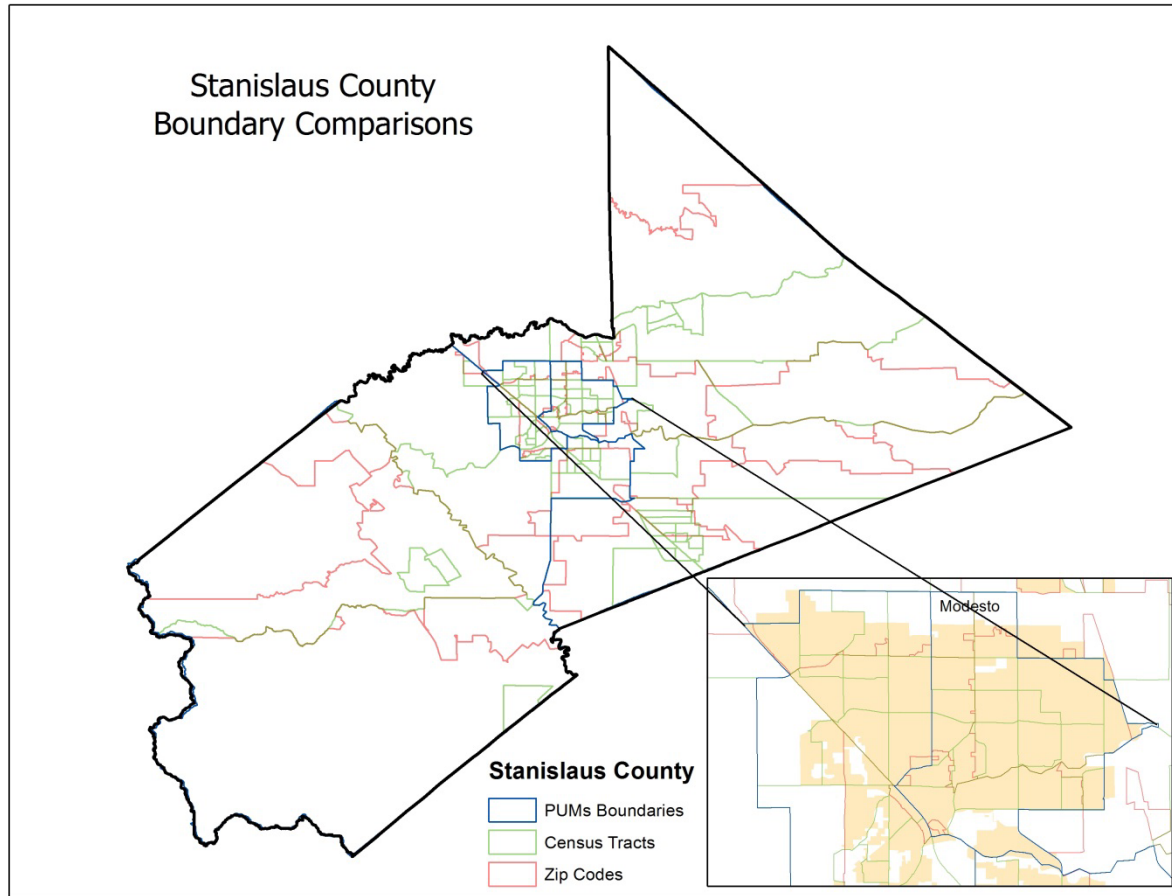 Stanislaus County
Boundary Comparisons
Modesto
Stanislaus County
PUMs Boundaries
Census Tracts
Zip Codes